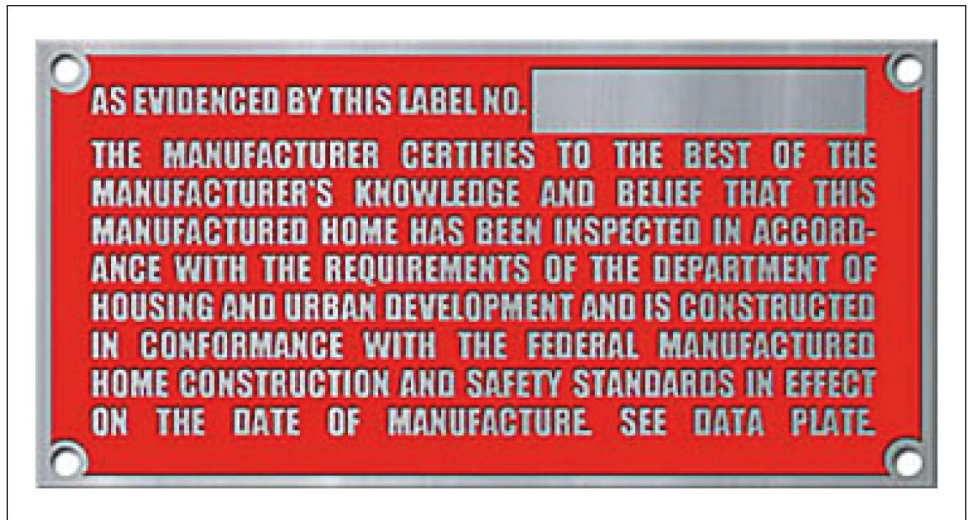 AS EVIDENCED BY THIS LABEL NO.
THE MANUFACTURER CERTIFIES TO THE BEST OF THE
MANUFACTURER'S KNOWLEDGE AND BELIEF THAT THIS
MANUFACTURED HOME HAS BEEN INSPECTED IN ACCORD-
ANCE WITH THE REQUIREMENTS OF THE DEPARTMENT OF
HOUSING AND URBAN DEVELOPMENT AND IS CONSTRUCTED
IN CONFORMANCE WITH THE FEDERAL MANUFACTURED
HOME CONSTRUCTION AND SAFETY STANDARDS IN EFFECT
ON THE DATE OF MANUFACTURE. SEE DATA PLATE.